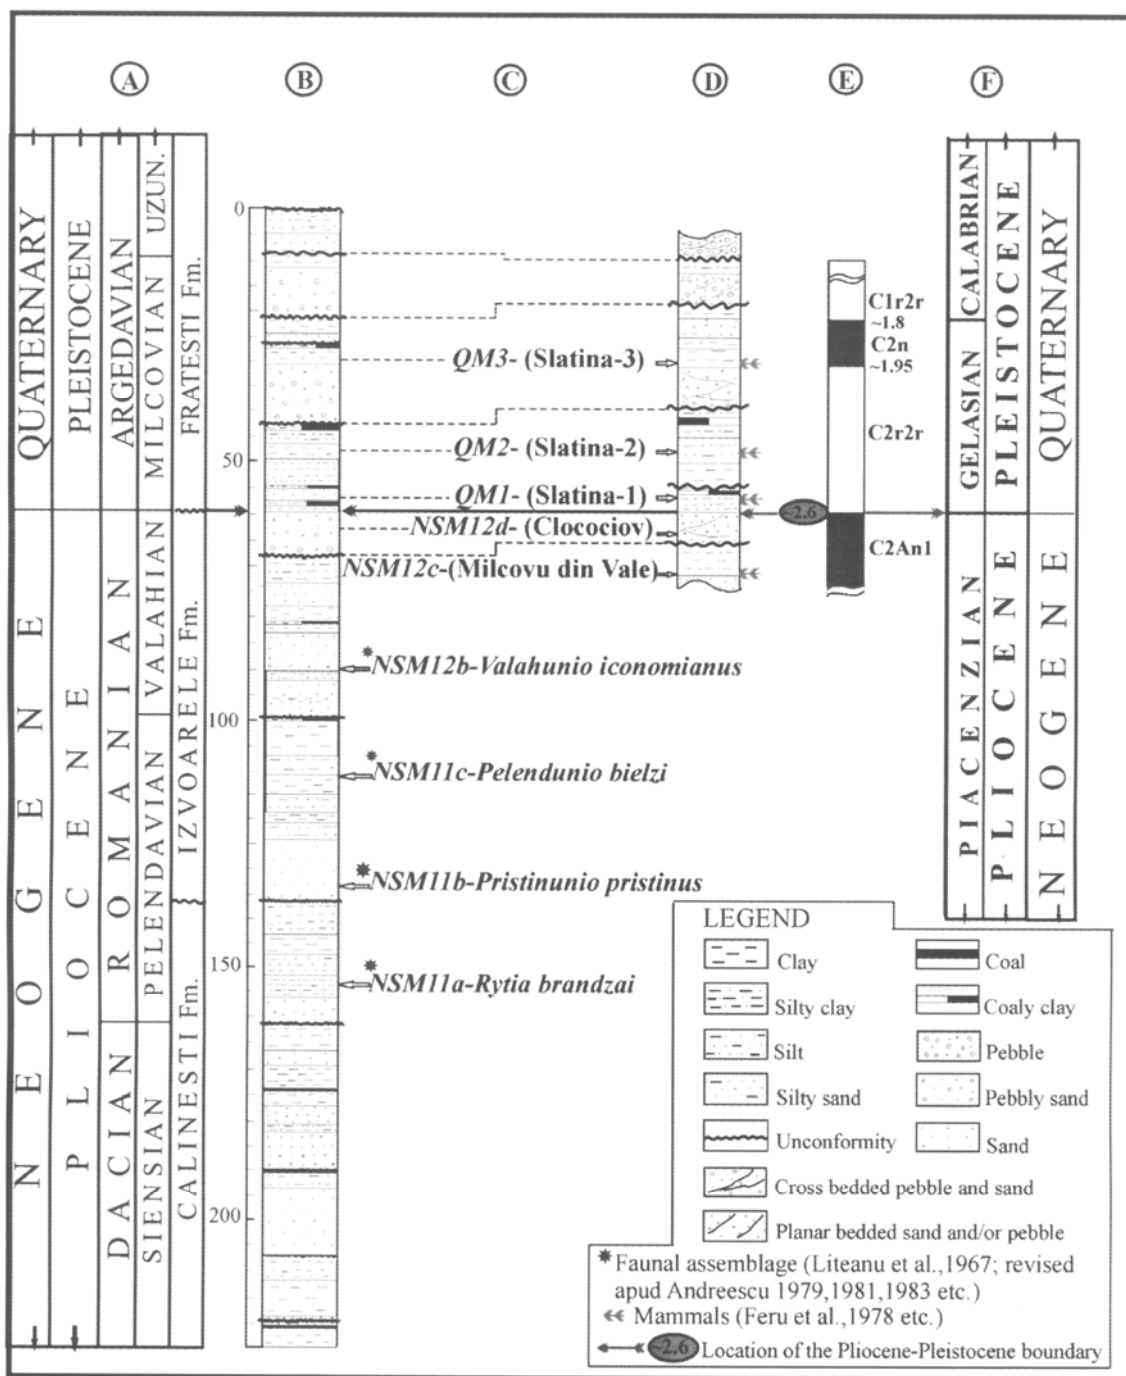 A B C D E F
QUATERNARY
PLEISTOCENE
ARGEDAVIAN
UZUN.
MILCOVIAN
FRATESTI Fm.
NEOGENE
PLIOCENE
ROMANIAN
DACIAN
VALAHIAN
PELENDAVIAN
SIENSIAN
IZVOARELE Fm.
CALINESTI Fm.
0
50
100
150
200
QM3- (Slatina-3)
QM2- (Slatina-2)
QM1- (Slatina-1)
NSM12d- (Clocociov)
NSM12c-(Milcovu din Vale)
NSM12b-Valahunio iconomianus
NSM11c-Pelendunio bielzi
NSM11b-Pristinunio pristinus
NSM11a-Rytia brandzai
C1r2r
~1.8
C2n
~1.95
C2r2r
~2.6
C2An1
CALABRIAN
GELASIAN
PLEISTOCENE
QUATERNARY
PIACENZIAN
PLIOCENE
NEOGENE
LEGEND
Clay
Silty clay
Silt
Silty sand
Unconformity
Coal
Coaly clay
Pebble
Pebbly sand
Sand
Cross bedded pebble and sand
Planar bedded sand and/or pebble
* Faunal assemblage (Liteanu et al.,1967; revised
apud Andreescu 1979,1981,1983 etc.)
Mammals (Feru et al.,1978 etc.)
~2.6 Location of the Pliocene-Pleistocene boundary